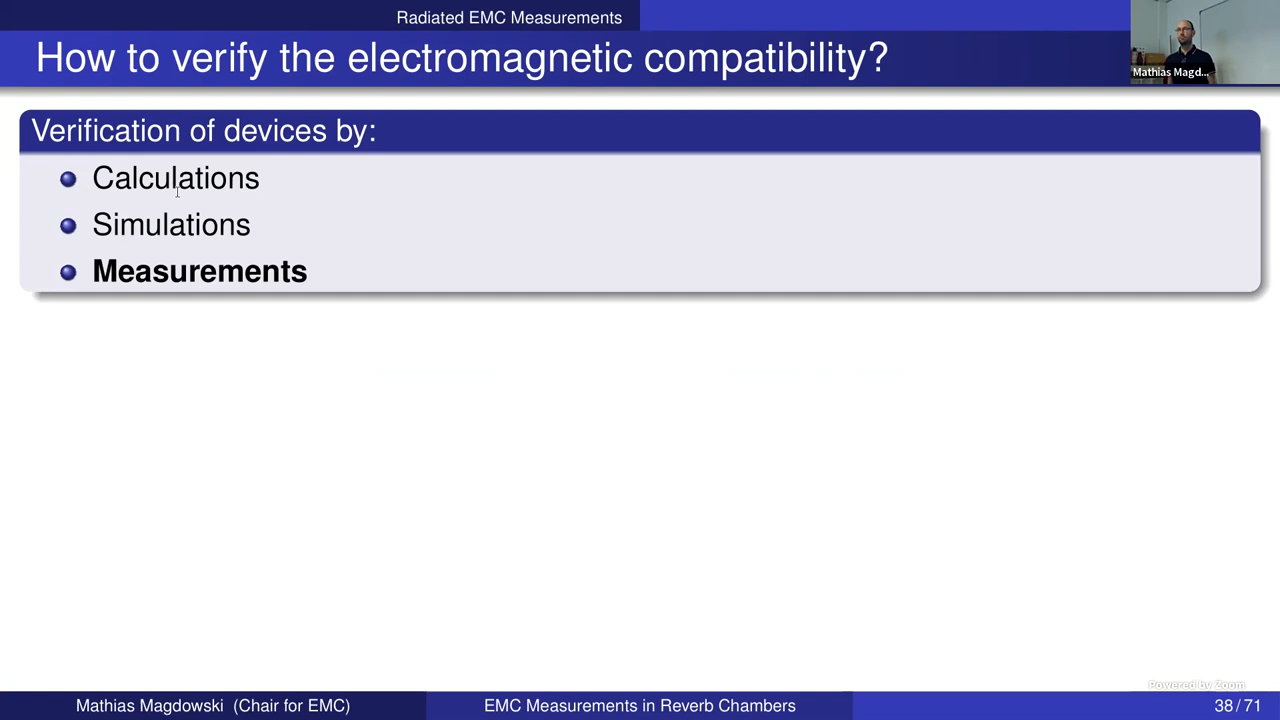 Radiated EMC Measurements
How to verify the electromagnetic compatibility?
Mathias Magd...
Verification of devices by:
Calculations
Simulations
Measurements
Powered by Zoom
Mathias Magdowski (Chair for EMC)
EMC Measurements in Reverb Chambers
38 / 71